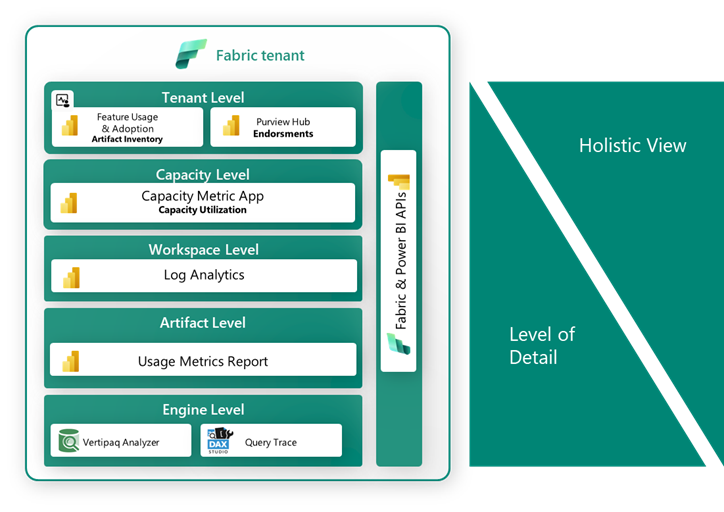 Fabric tenant
Tenant Level
Feature Usage
& Adoption
Artifact Inventory
Purview Hub
Endorsments
Capacity Level
Capacity Metric App
Capacity Utilization
Workspace Level
Log Analytics
Artifact Level
Usage Metrics Report
Engine Level
Vertipaq Analyzer
DAX
STUDIO
Query Trace
Fabric & Power BI APIs
Holistic View
Level of
Detail